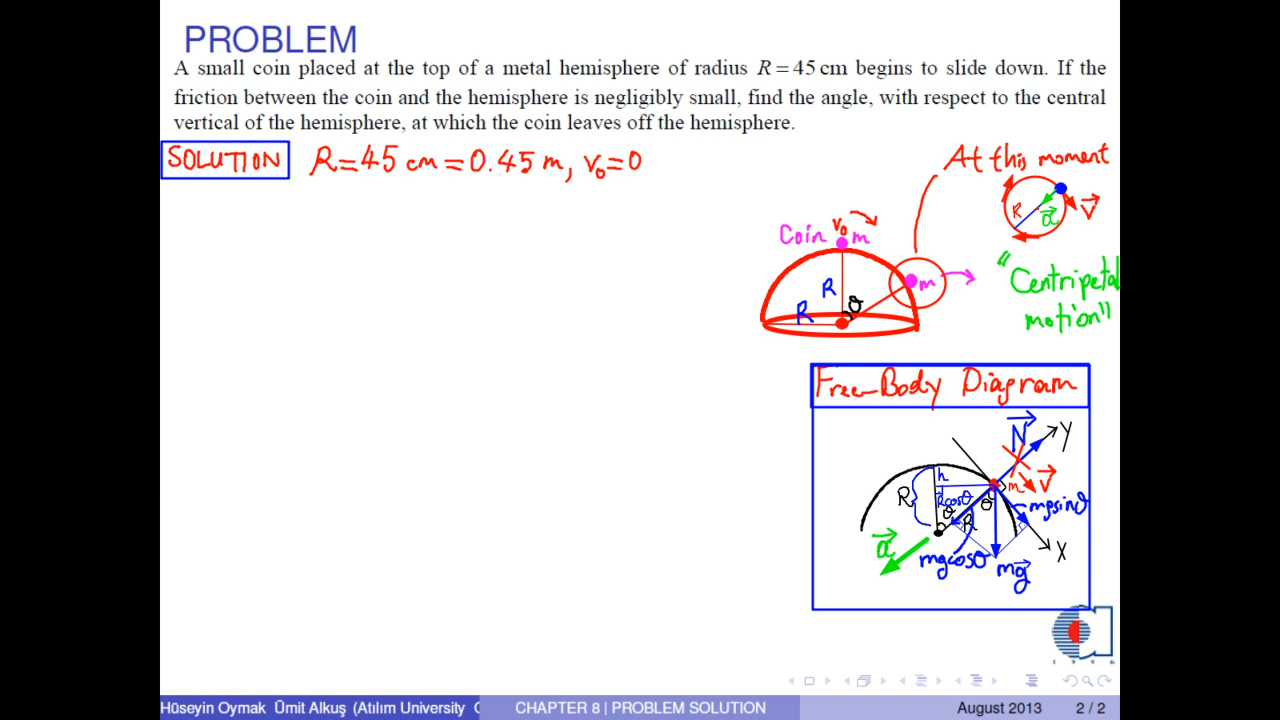 PROBLEM
A small coin placed at the top of a metal hemisphere of radius R = 45 cm begins to slide down. If the
friction between the coin and the hemisphere is negligibly small, find the angle, with respect to the central
vertical of the hemisphere, at which the coin leaves off the hemisphere.
SOLUTION R = 45 cm = 0.45 m, v₀ = 0
At this moment
R a⃗ v⃗
Coin v₀ m
m
R θ
R
"Centripetal
motion"
Free-Body Diagram
N⃗ y
h m v⃗
R Rcosθ θ mgsinθ
θ R
a⃗ x
mgcosθ mg⃗
1 9 9 6
Hüseyin Oymak Ümit Alkuş (Atılım University CHAPTER 8 | PROBLEM SOLUTION August 2013 2 / 2